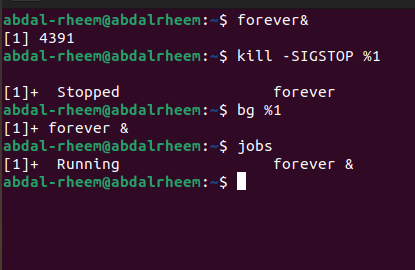 abdal-rheem@abdalrheem:~$ forever&
[1] 4391
abdal-rheem@abdalrheem:~$ kill -SIGSTOP %1
[1]+  Stopped                 forever
abdal-rheem@abdalrheem:~$ bg %1
[1]+ forever &
abdal-rheem@abdalrheem:~$ jobs
[1]+  Running                 forever &
abdal-rheem@abdalrheem:~$